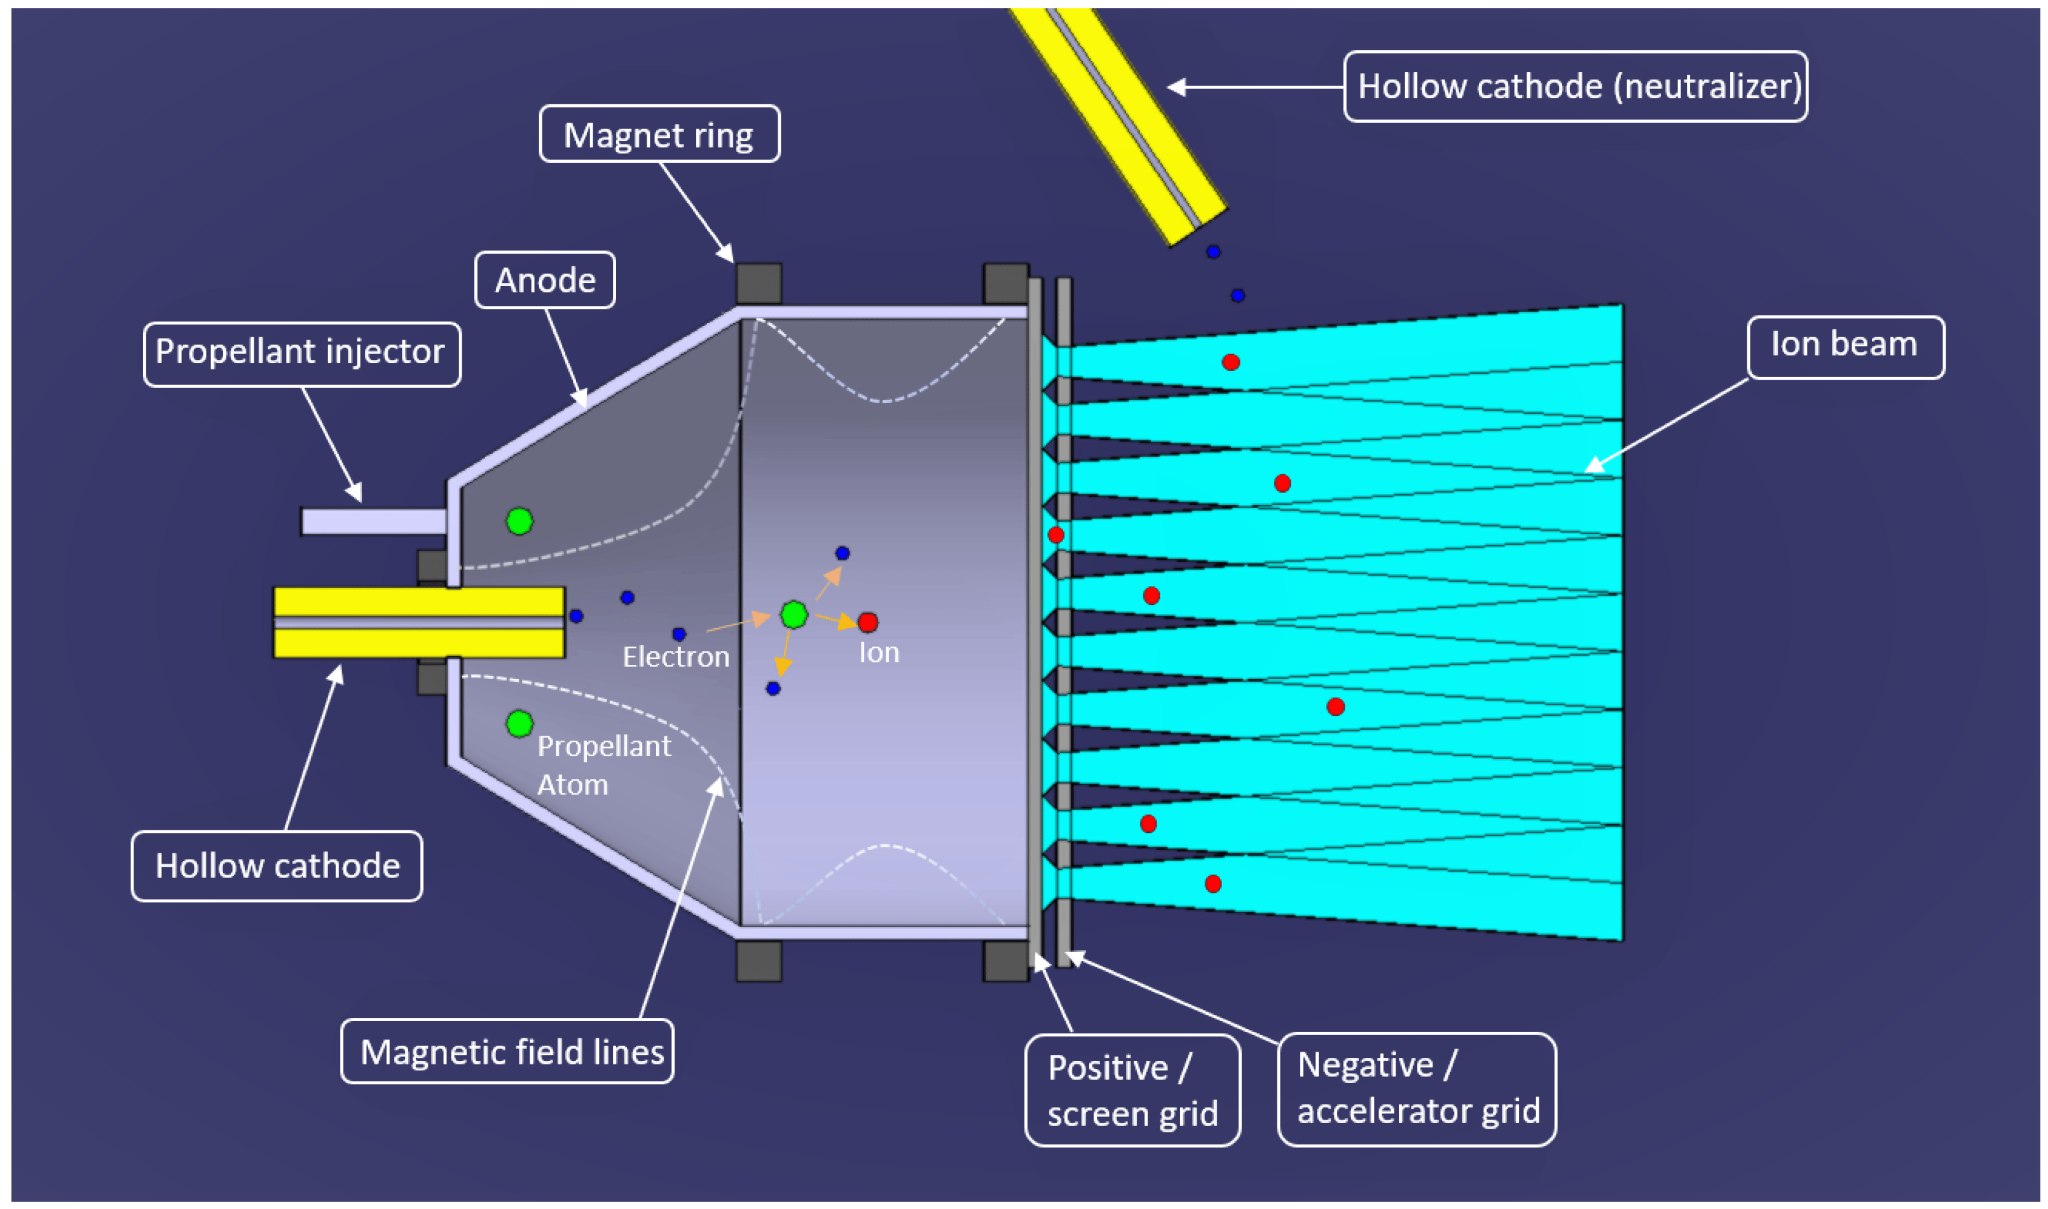 Hollow cathode (neutralizer)
Magnet ring
Anode
Propellant injector
Ion beam
Electron
Ion
Propellant
Atom
Hollow cathode
Magnetic field lines
Positive /
screen grid
Negative /
accelerator grid